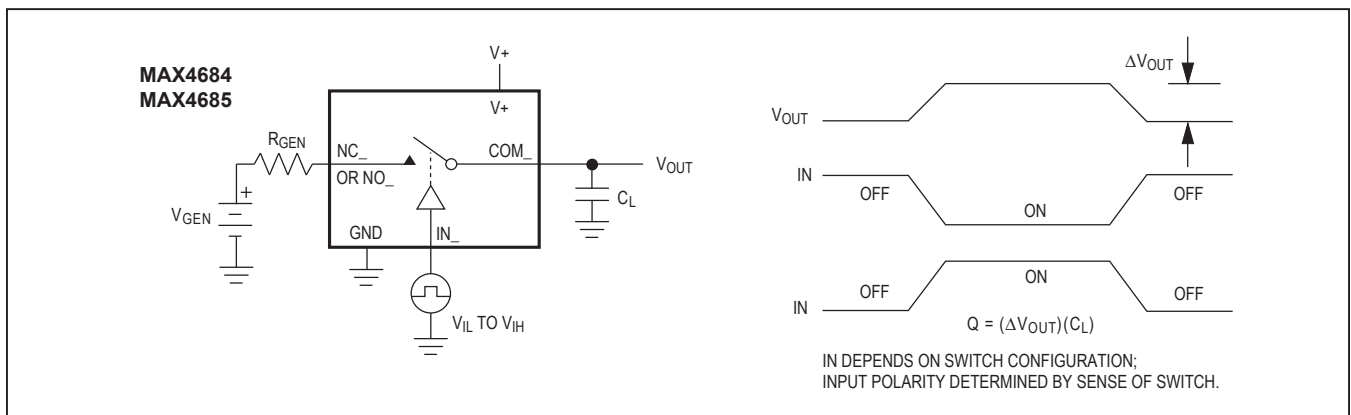 MAX4684
MAX4685
V+
V+
RGEN
NC_
OR NO_
COM_
VOUT
CL
VGEN
+
GND
IN_
VIL TO VIH
ΔVOUT
VOUT
IN
OFF
ON
OFF
IN
OFF
ON
OFF
Q = (ΔVOUT)(CL)
IN DEPENDS ON SWITCH CONFIGURATION;
INPUT POLARITY DETERMINED BY SENSE OF SWITCH.